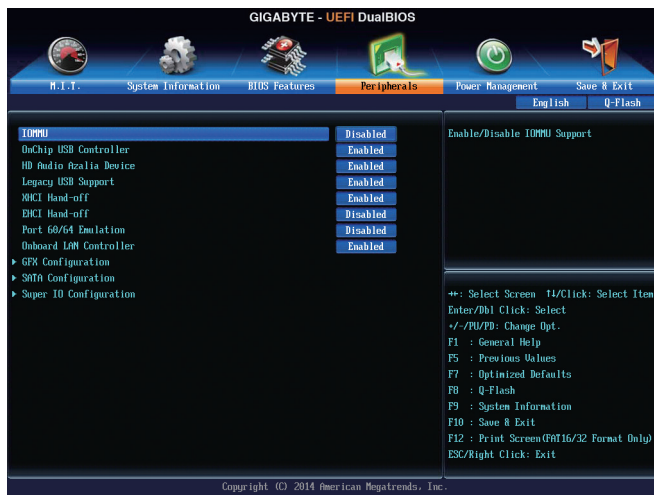 GIGABYTE - UEFI DualBIOS
M.I.T. System Information BIOS Features Peripherals Power Management Save & Exit
English Q-Flash
IOMMU Disabled
OnChip USB Controller Enabled
HD Audio Azalia Device Enabled
Legacy USB Support Enabled
XHCI Hand-off Enabled
EHCI Hand-off Disabled
Port 60/64 Emulation Disabled
Onboard LAN Controller Enabled
GFX Configuration
SATA Configuration
Super IO Configuration
Enable/Disable IOMMU Support
↔: Select Screen ↑↓/Click: Select Item
Enter/Dbl Click: Select
+/-/PU/PD: Change Opt.
F1 : General Help
F5 : Previous Values
F7 : Optimized Defaults
F8 : Q-Flash
F9 : System Information
F10 : Save & Exit
F12 : Print Screen(FAT16/32 Format Only)
ESC/Right Click: Exit
Copyright (C) 2014 American Megatrends, Inc.